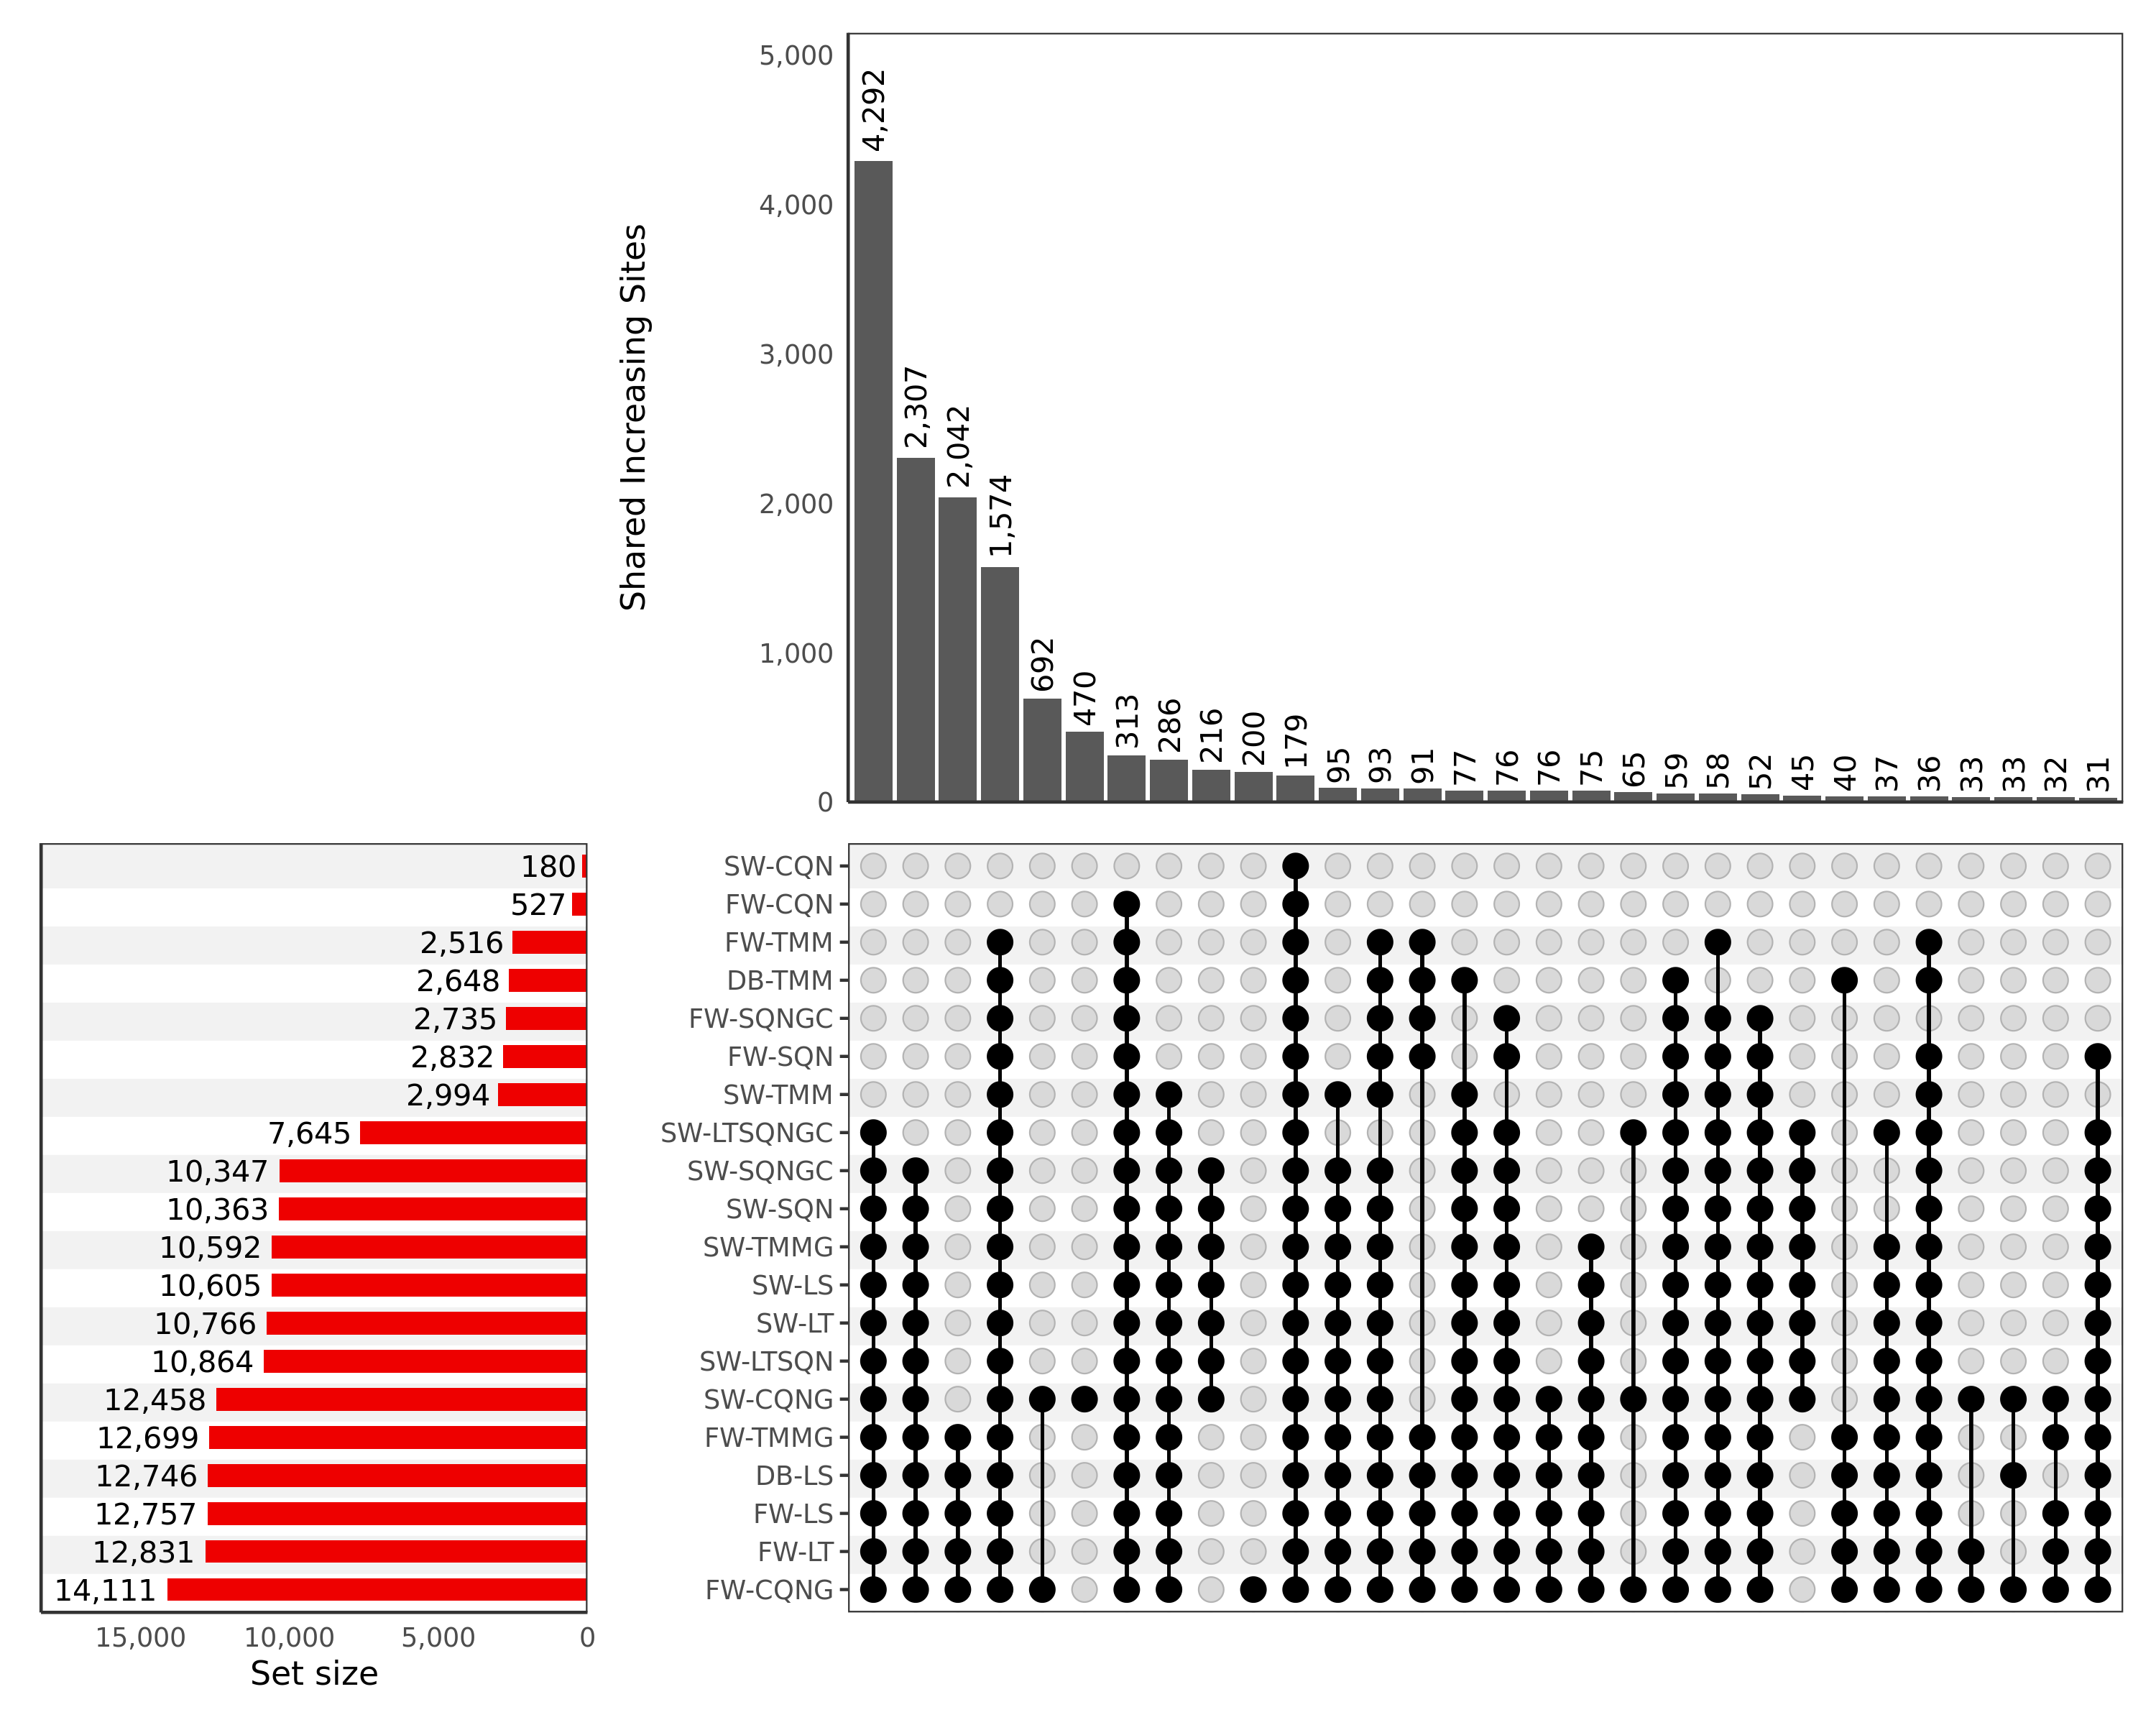 5,000
4,000
3,000
2,000
1,000
0
Shared Increasing Sites
4,292
2,307
2,042
1,574
692
470
313
286
216
200
179
95
93
91
77
76
76
75
65
59
58
52
45
40
37
36
33
33
32
31
180
527
2,516
2,648
2,735
2,832
2,994
7,645
10,347
10,363
10,592
10,605
10,766
10,864
12,458
12,699
12,746
12,757
12,831
14,111
15,000 10,000 5,000 0
Set size
SW-CQN
FW-CQN
FW-TMM
DB-TMM
FW-SQNGC
FW-SQN
SW-TMM
SW-LTSQNGC
SW-SQNGC
SW-SQN
SW-TMMG
SW-LS
SW-LT
SW-LTSQN
SW-CQNG
FW-TMMG
DB-LS
FW-LS
FW-LT
FW-CQNG